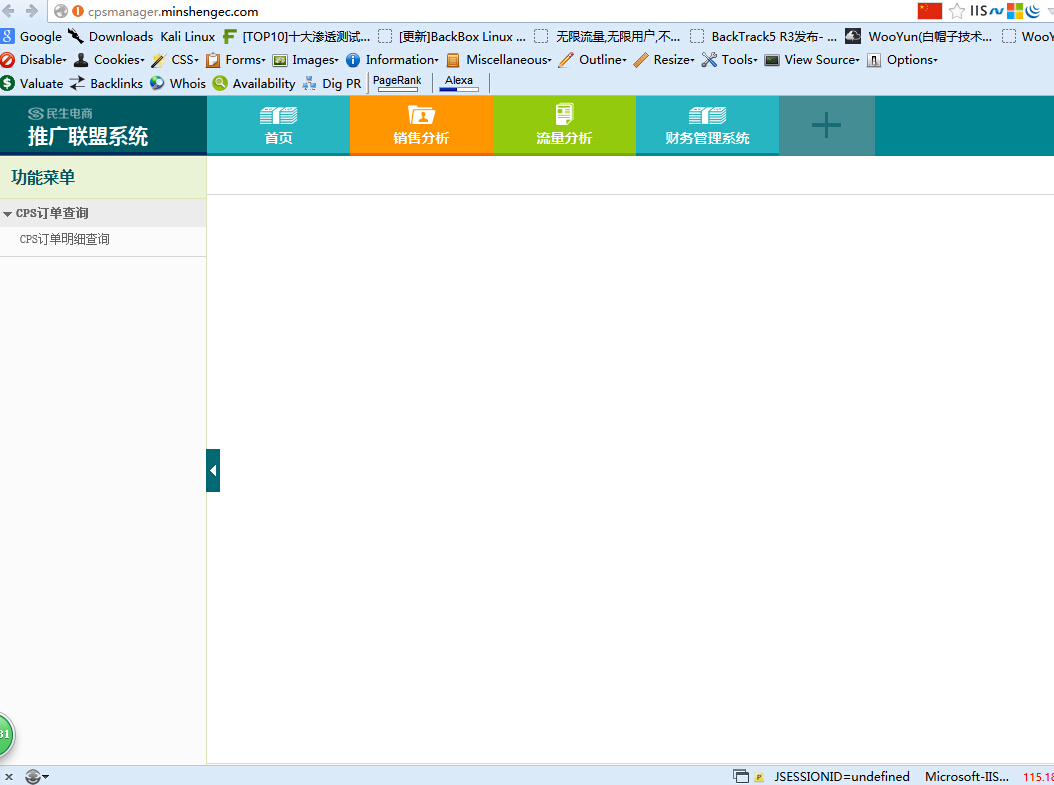 cpsmanager.minshengec.com IIS
Google Downloads Kali Linux [TOP10]十大渗透测试... [更新]BackBox Linux ... 无限流量,无限用户,不... BackTrack5 R3发布- ... WooYun(白帽子技术... WooY
Disable Cookies CSS Forms Images Information Miscellaneous Outline Resize Tools View Source Options
Valuate Backlinks Whois Availability Dig PR PageRank Alexa
民生电商
推广联盟系统
首页 销售分析 流量分析 财务管理系统
功能菜单
CPS订单查询
CPS订单明细查询
31
JSESSIONID=undefined Microsoft-IIS... 115.18